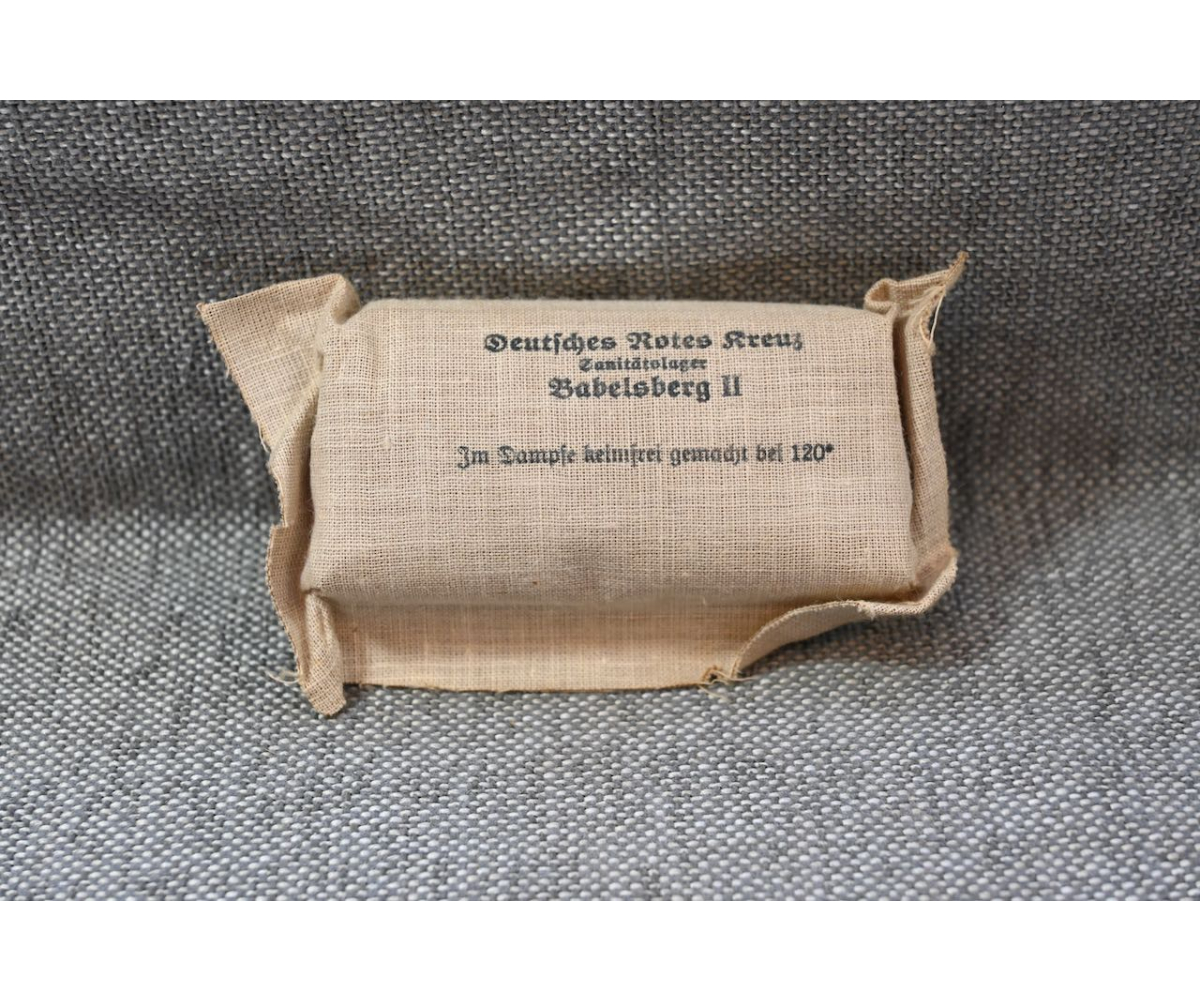 Deutsches Rotes Kreuz
Sanitätslager
Babelsberg II
Im Dampfe keimfrei gemacht bei 120°